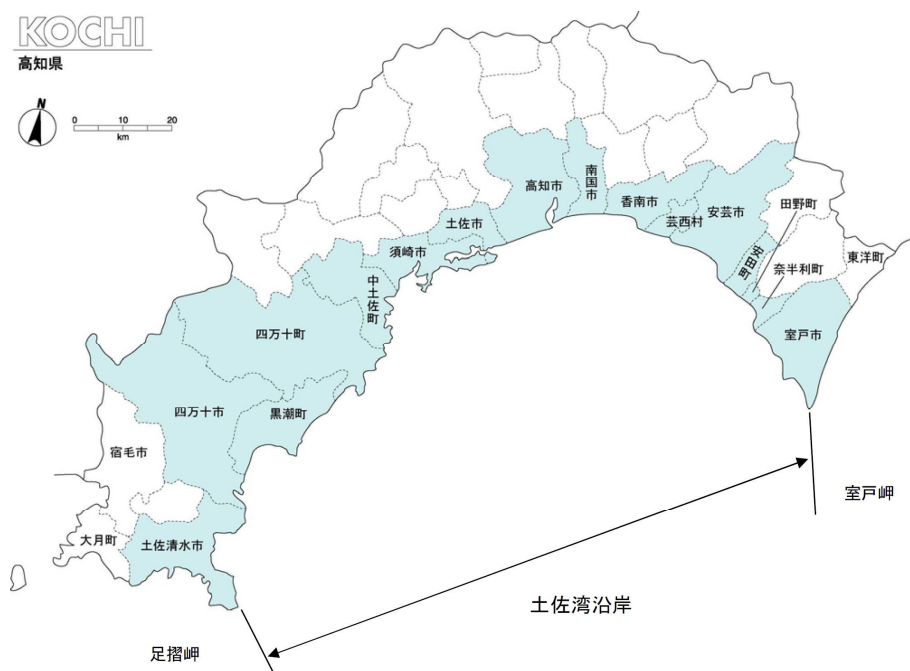 KOCHI
高知県
N
0 10 20
km
高知市
南国市
香南市
芸西村
安芸市
田野町
安田町
奈半利町
東洋町
室戸市
土佐市
須崎市
中土佐町
四万十町
四万十市
黒潮町
宿毛市
大月町
土佐清水市
室戸岬
土佐湾沿岸
足摺岬